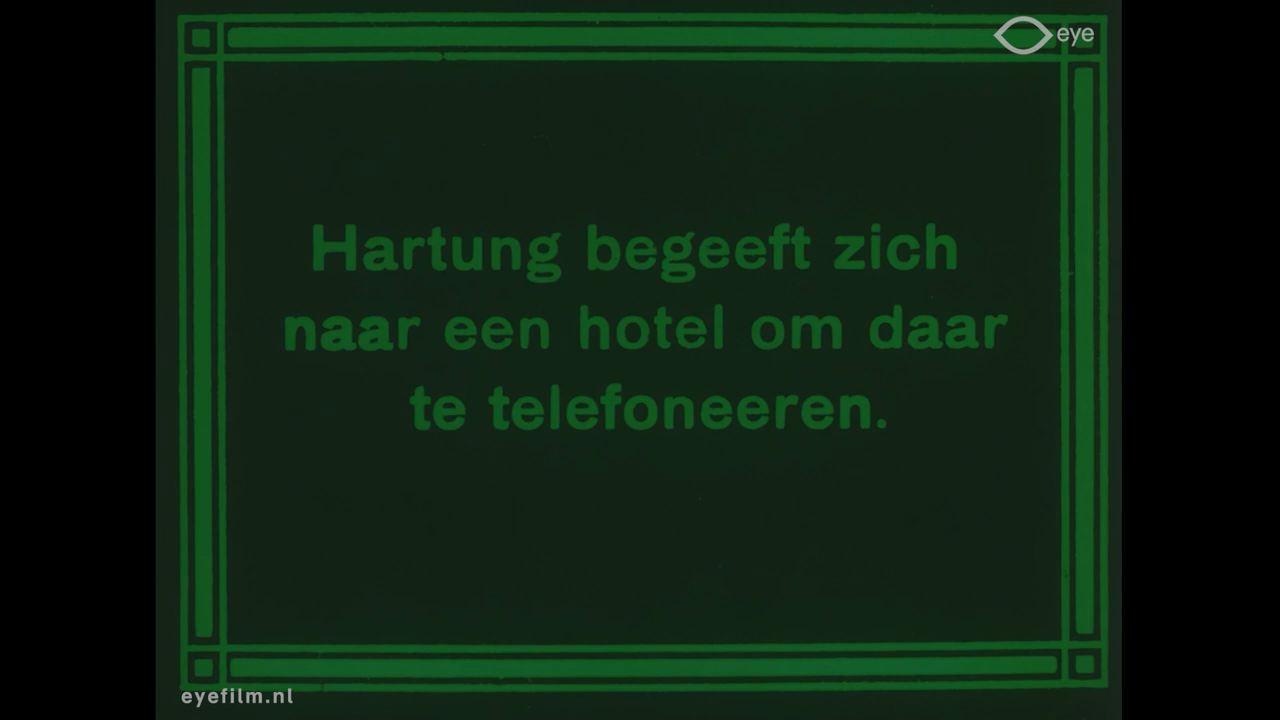 eye
Hartung begeeft zich
naar een hotel om daar
te telefoneeren.
eyefilm.nl